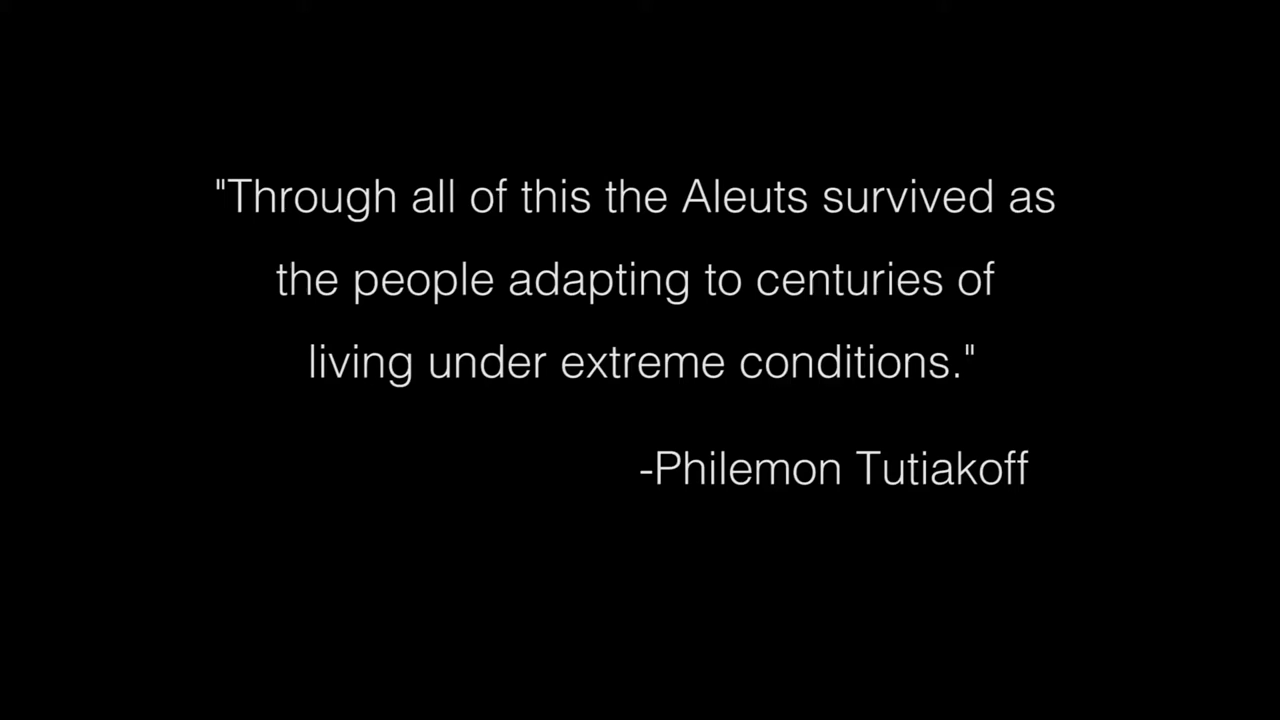 "Through all of this the Aleuts survived as
the people adapting to centuries of
living under extreme conditions."
-Philemon Tutiakoff